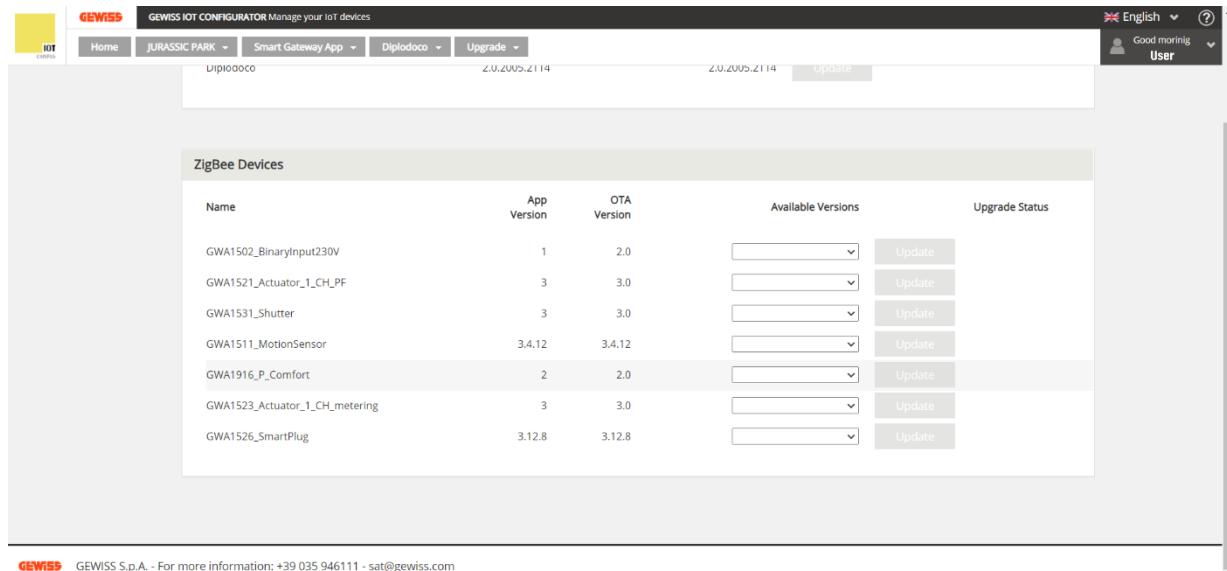 GEWISS GEWISS IOT CONFIGURATOR Manage your IoT devices English ?
IOT
Home JURASSIC PARK Smart Gateway App Diplodoco Upgrade Good morinig
User
Diplodoco 2.0.2005.2114 2.0.2005.2114 Update
ZigBee Devices
Name App Version OTA Version Available Versions Upgrade Status
GWA1502_BinaryInput230V 1 2.0 Update
GWA1521_Actuator_1_CH_PF 3 3.0 Update
GWA1531_Shutter 3 3.0 Update
GWA1511_MotionSensor 3.4.12 3.4.12 Update
GWA1916_P_Comfort 2 2.0 Update
GWA1523_Actuator_1_CH_metering 3 3.0 Update
GWA1526_SmartPlug 3.12.8 3.12.8 Update
GEWISS GEWISS S.p.A. - For more information: +39 035 946111 - sat@gewiss.com